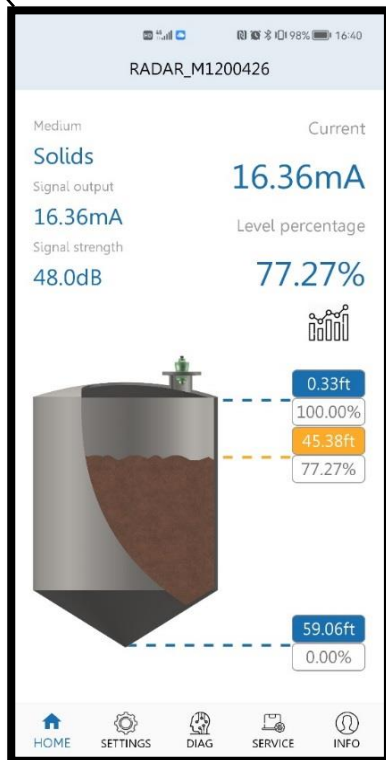 98% 16:40
RADAR_M1200426
Medium
Solids
Signal output
16.36mA
Signal strength
48.0dB
Current
16.36mA
Level percentage
77.27%
0.33ft
100.00%
45.38ft
77.27%
59.06ft
0.00%
HOME SETTINGS DIAG SERVICE INFO